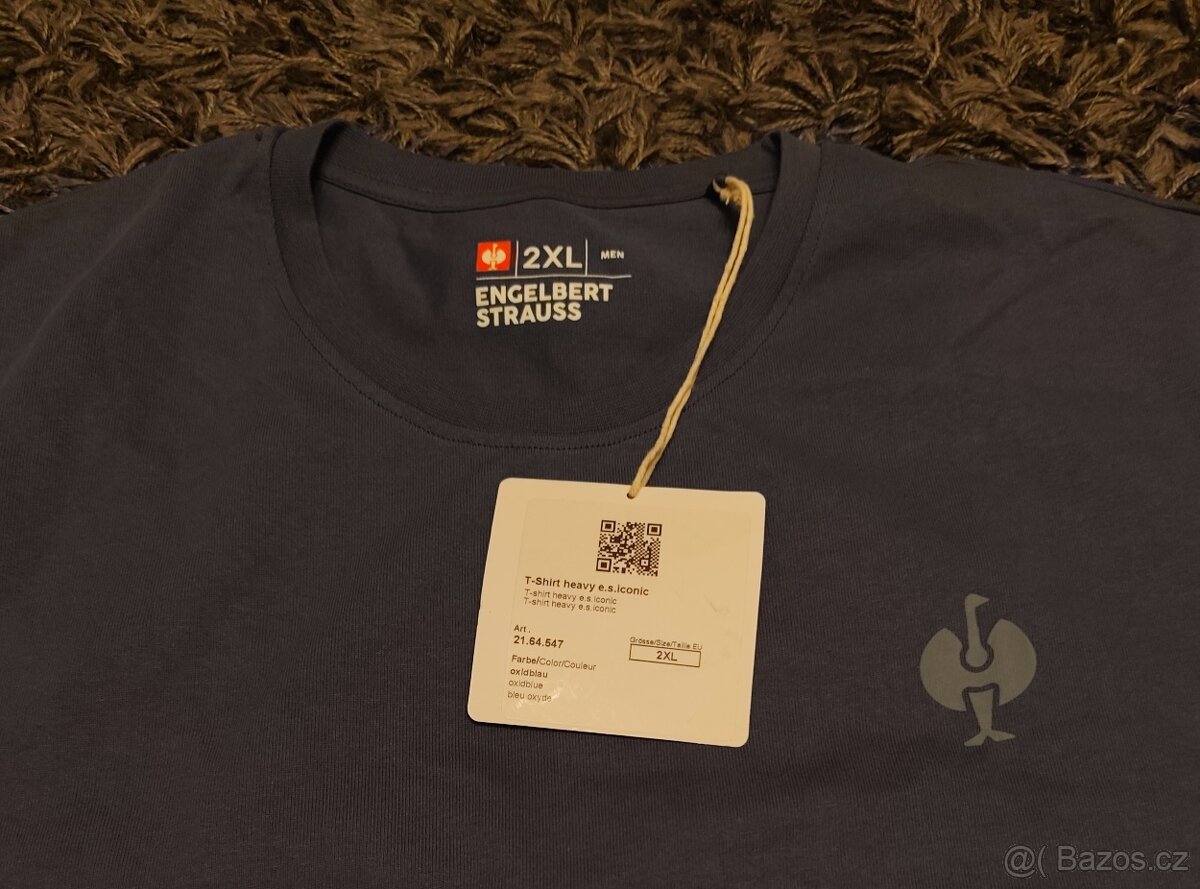 2XL MEN
ENGELBERT
STRAUSS
T-Shirt heavy e.s.iconic
T-shirt heavy e.s.iconic
T-shirt heavy e.s.iconic
Art.
21.64.547
Grösse/Size/Taille EU
2XL
Farbe/Color/Couleur
oxidblau
oxidblue
bleu oxyde
@( Bazos.cz